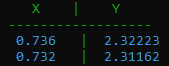 X | Y
-------------------
0.736 | 2.32223
0.732 | 2.31162